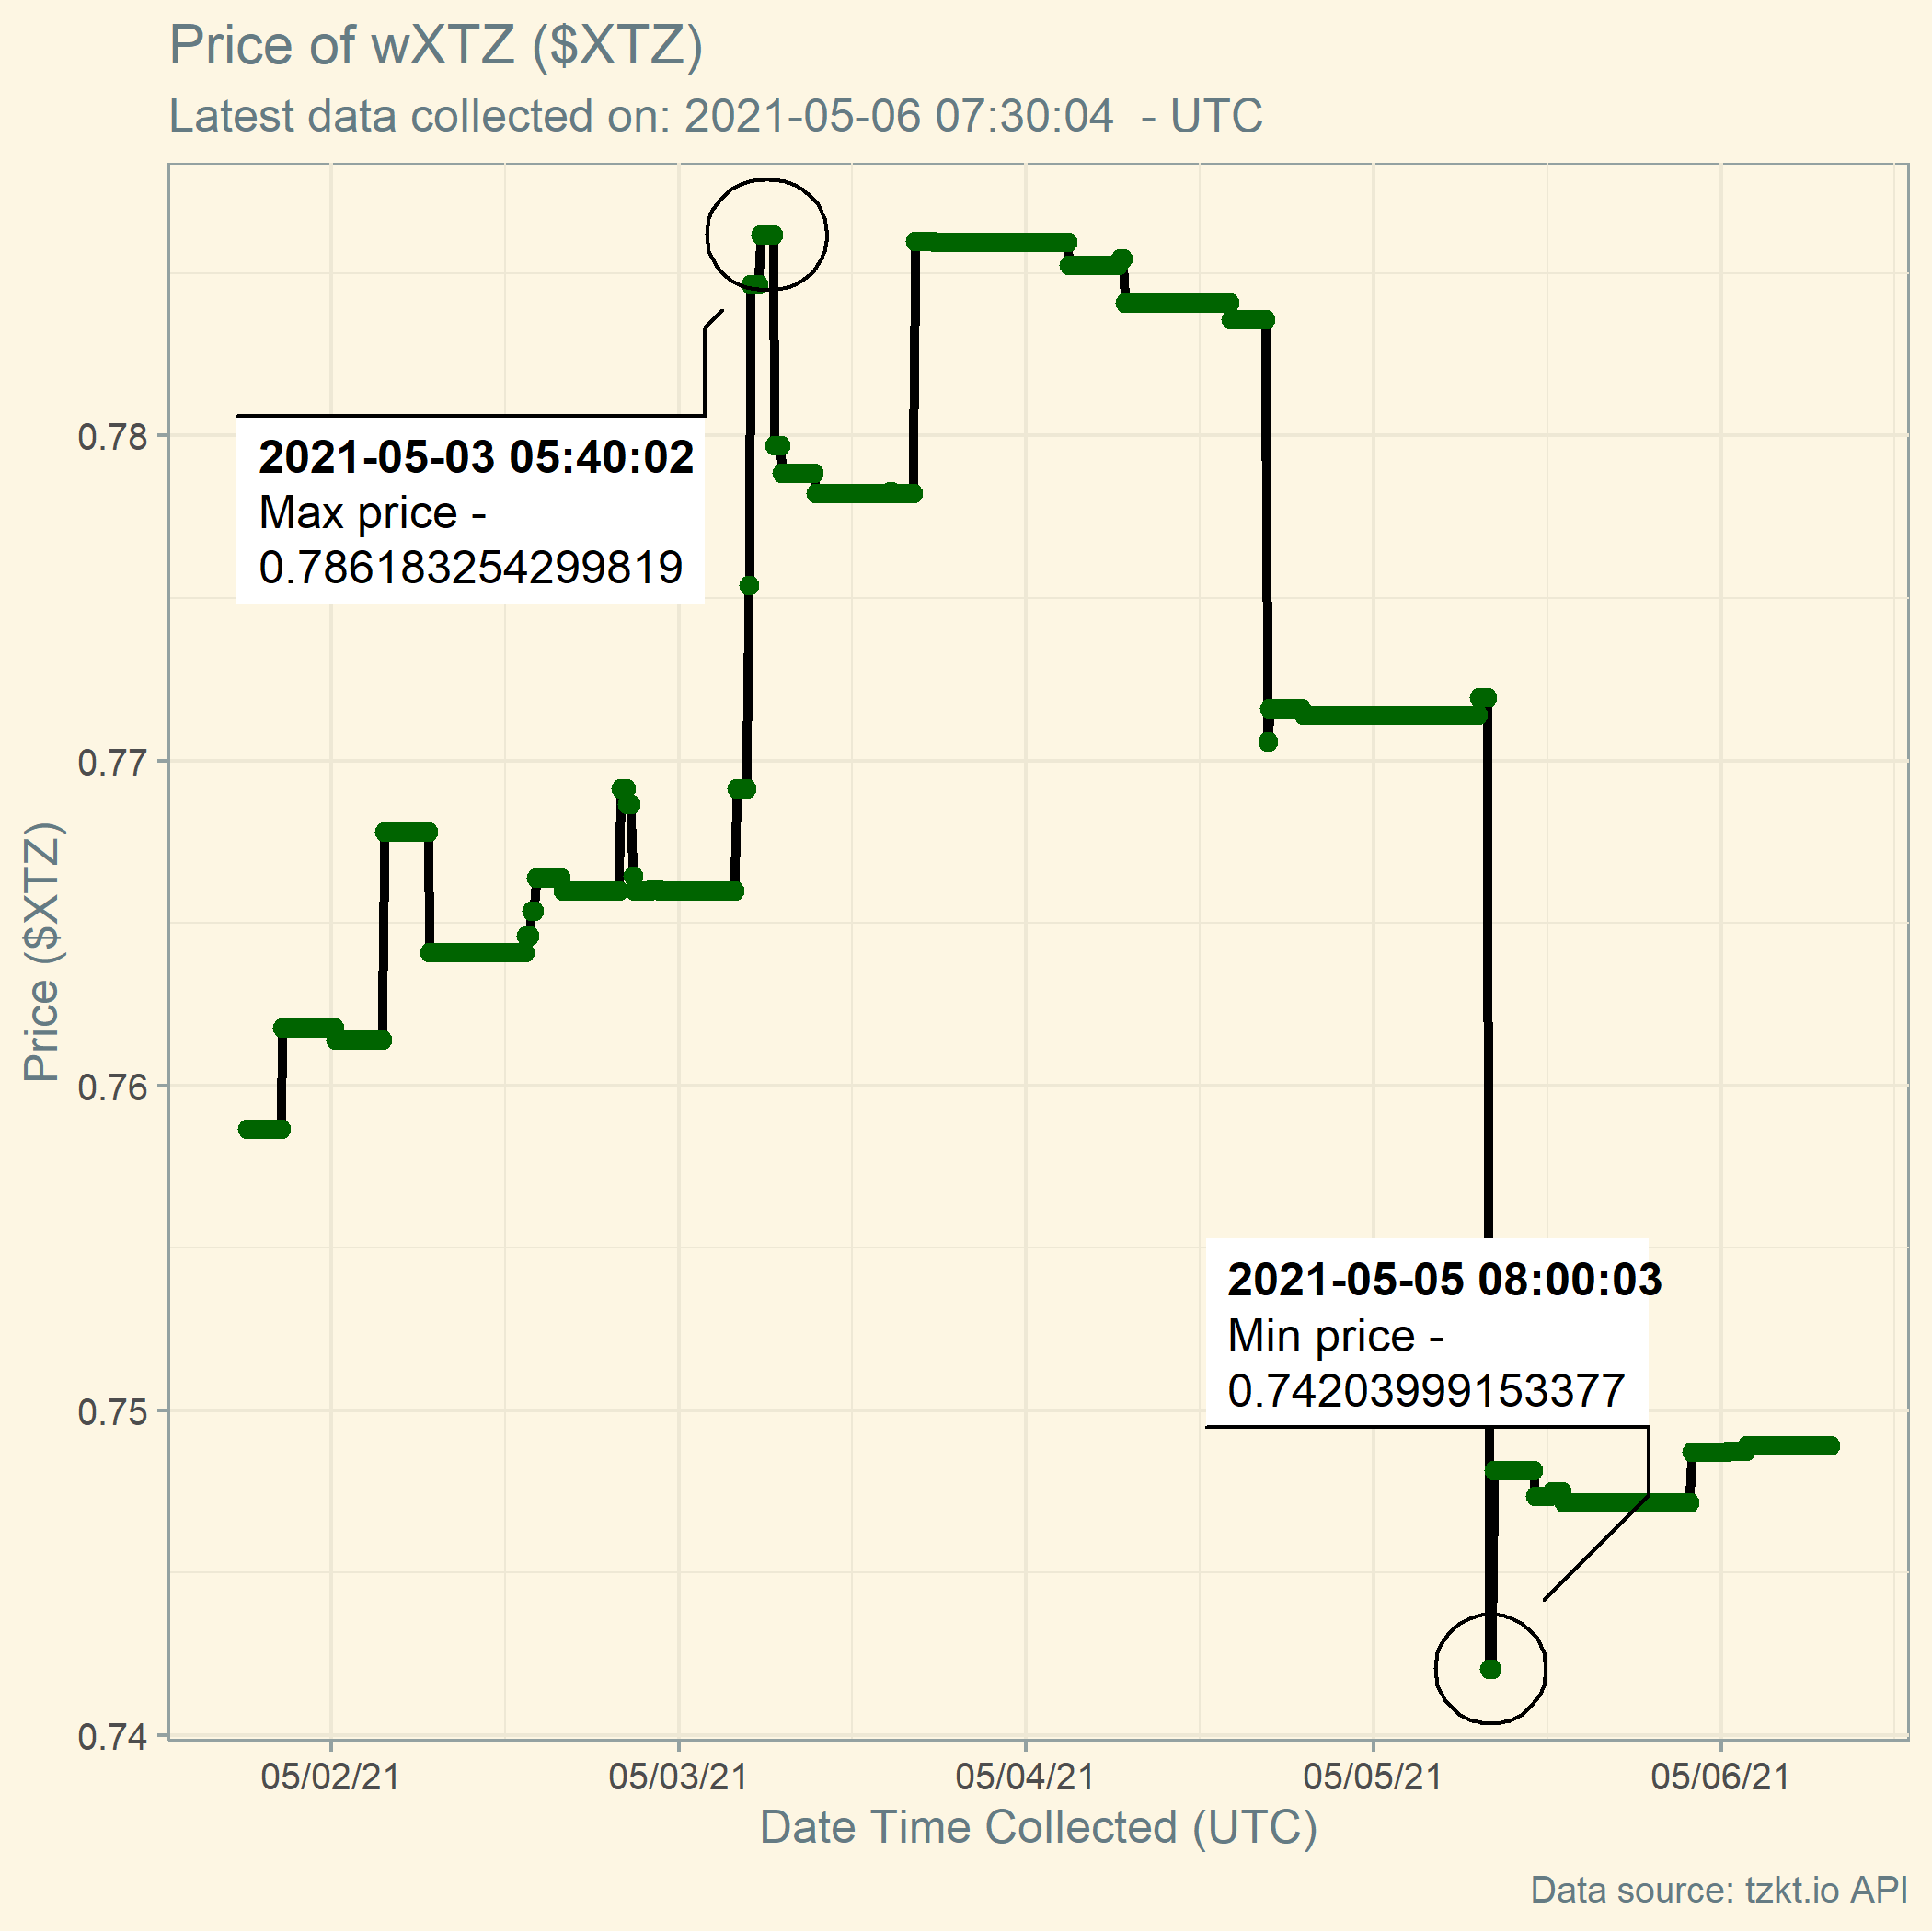 Price of wXTZ ($XTZ)
Latest data collected on: 2021-05-06 07:30:04  - UTC
2021-05-03 05:40:02
Max price -
0.786183254299819
0.78
0.77
0.76
0.75
0.74
Price ($XTZ)
2021-05-05 08:00:03
Min price -
0.74203999153377
05/02/21
05/03/21
05/04/21
05/05/21
05/06/21
Date Time Collected (UTC)
Data source: tzkt.io API